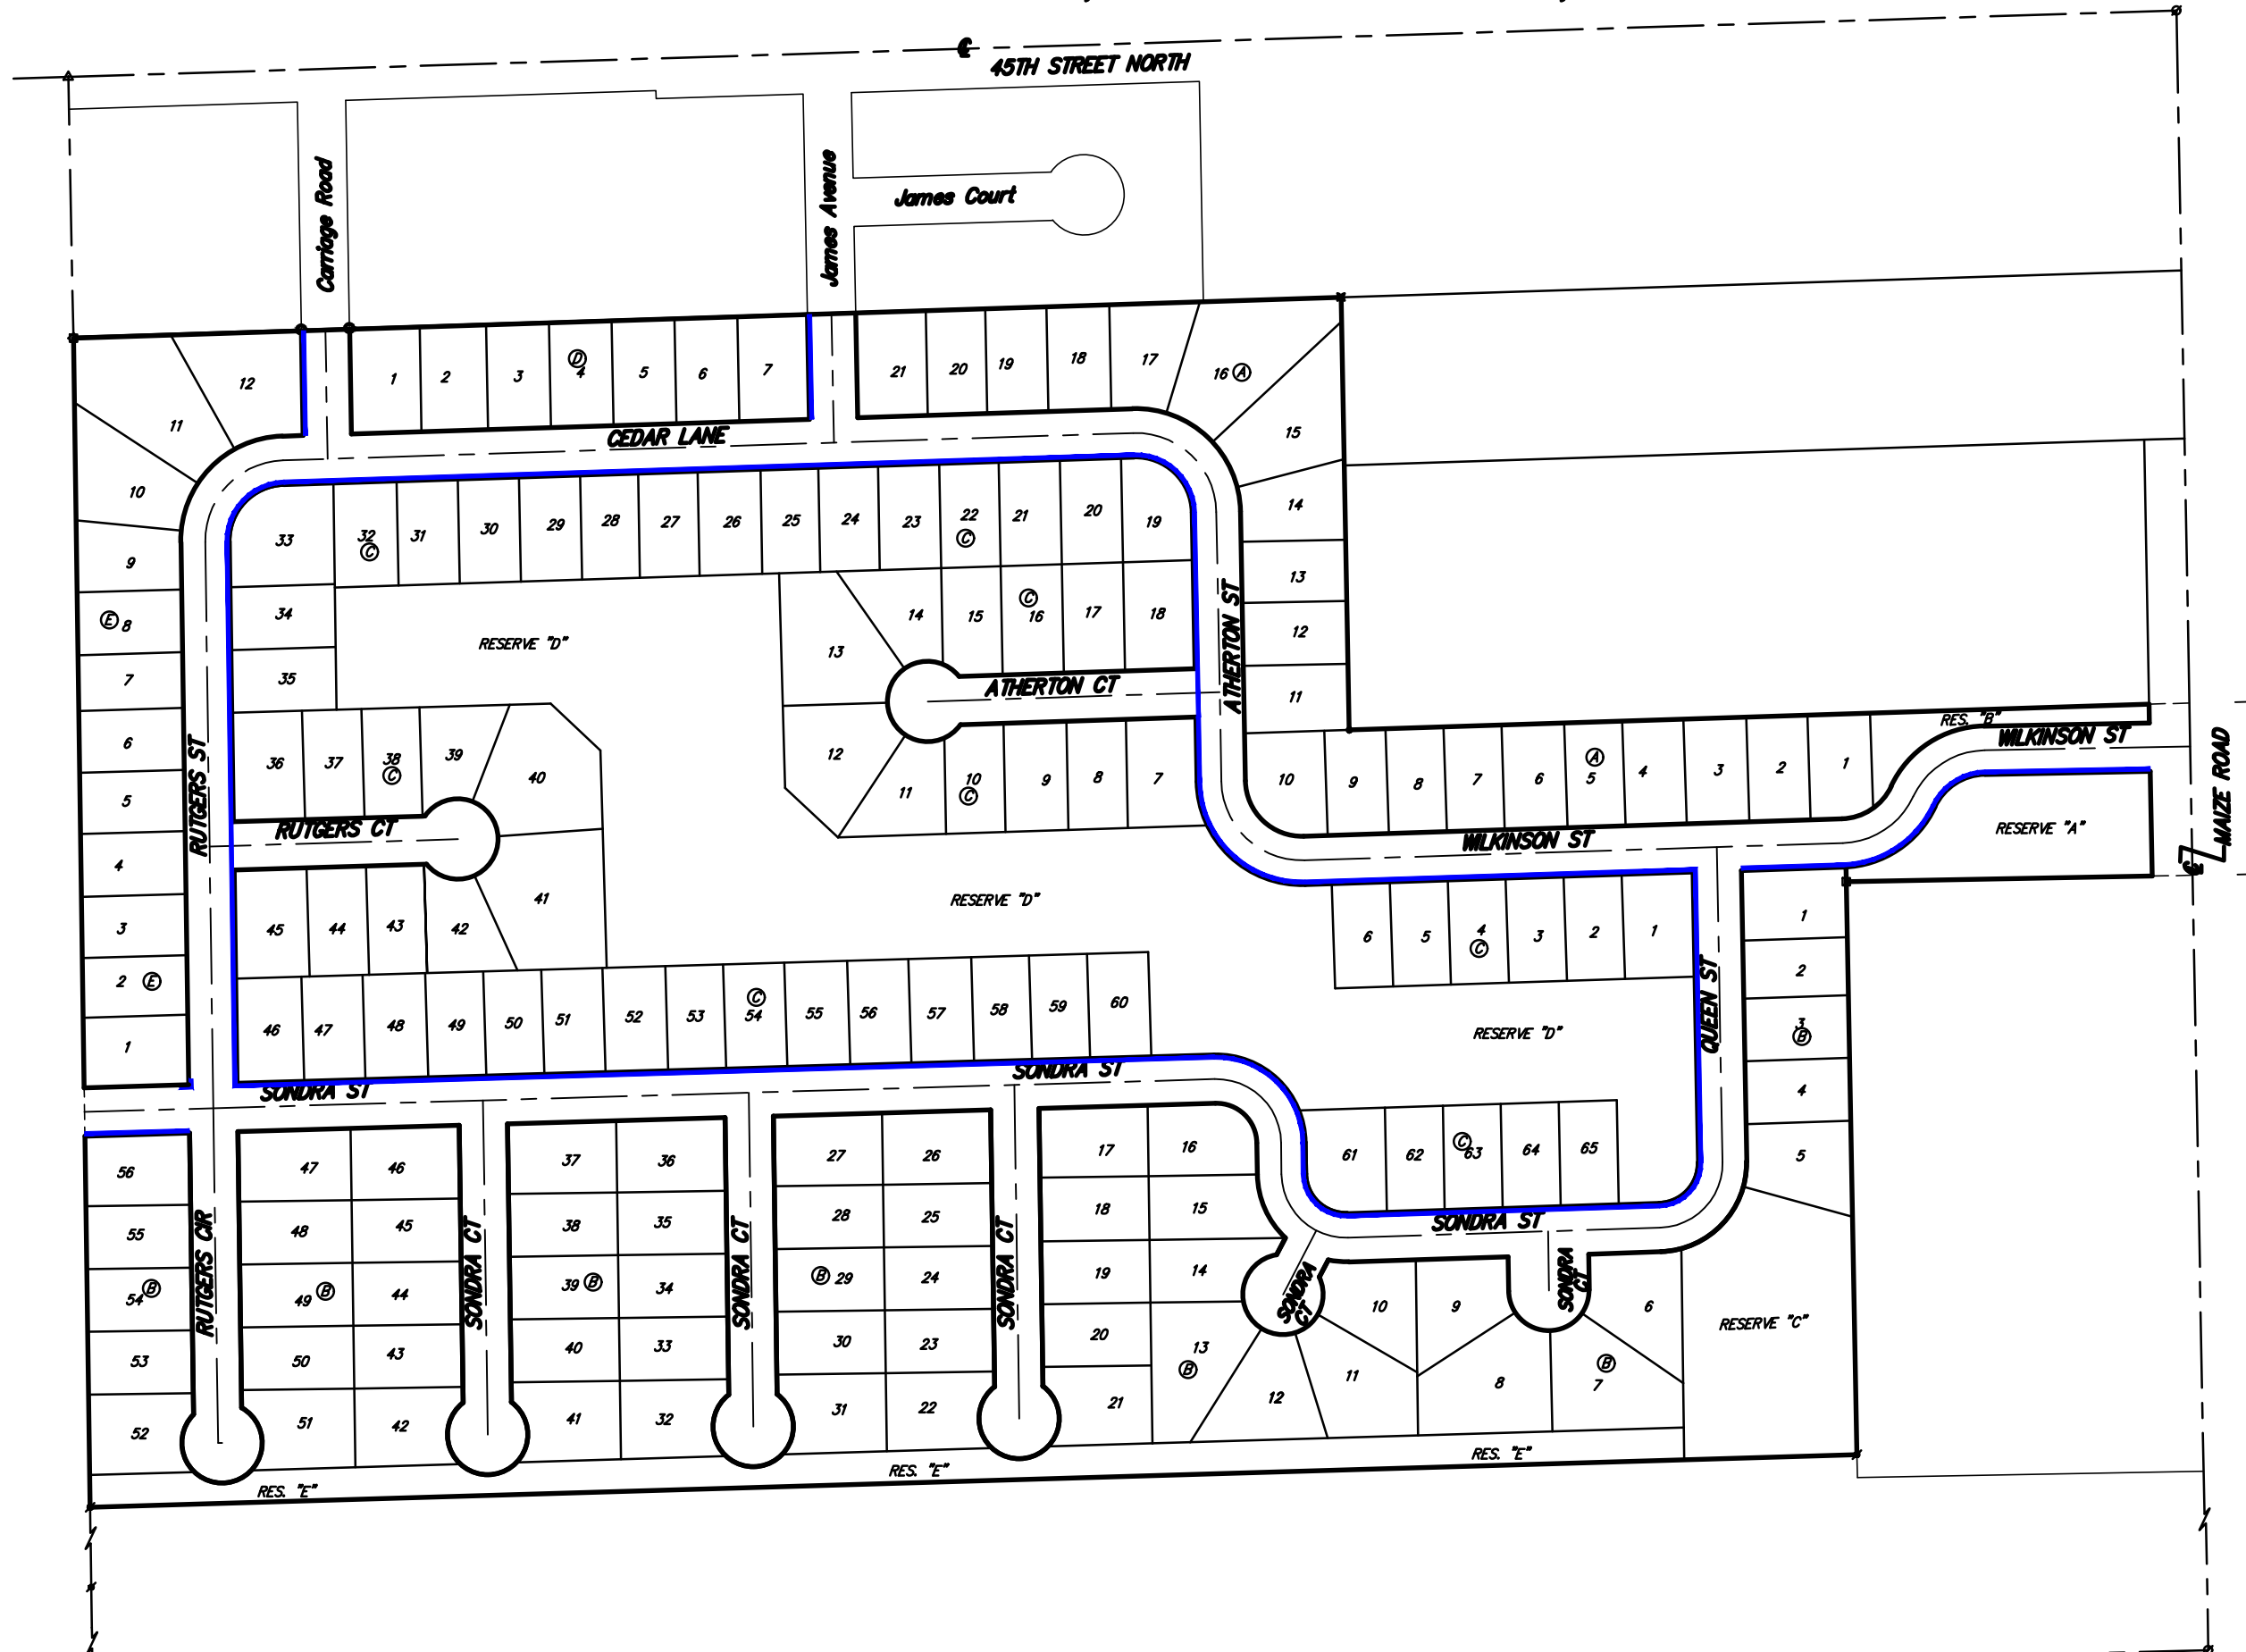 ℄
45TH STREET NORTH
Carriage Road
James Avenue
James Court
12
1
2
3
D
4
5
6
7
21
20
19
18
17
16 A
11
CEDAR LANE
15
10
33
32
C
31
30
29
28
27
26
25
24
23
22
C
21
20
19
14
9
E 8
34
RESERVE "D"
13
14
15
C
16
17
18
ATHERTON ST
13
12
7
35
ATHERTON CT
11
6
RUTGERS ST
36
37
38
C
39
40
12
11
10
C
9
8
7
10
9
8
7
6
A
5
4
3
2
1
RES. "B"
WILKINSON ST
MAIZE ROAD
℄
5
RUTGERS CT
WILKINSON ST
RESERVE "A"
4
41
RESERVE "D"
3
45
44
43
42
6
5
4
C
3
2
1
1
2 E
QUEEN ST
2
1
46
47
48
49
50
51
52
53
C
54
55
56
57
58
59
60
RESERVE "D"
3
B
SONDRA ST
SONDRA ST
4
56
47
46
37
36
27
26
17
16
61
62
C
63
64
65
5
55
48
45
38
35
28
25
18
15
SONDRA ST
RUTGERS CIR
SONDRA CT
SONDRA CT
SONDRA CT
SONDRA
CT
SONDRA
CT
54 B
49 B
44
39 B
34
B 29
24
19
14
10
9
6
RESERVE "C"
53
50
43
40
33
30
23
20
13
B
11
8
B
7
52
51
42
41
32
31
22
21
12
RES. "E"
RES. "E"
RES. "E"